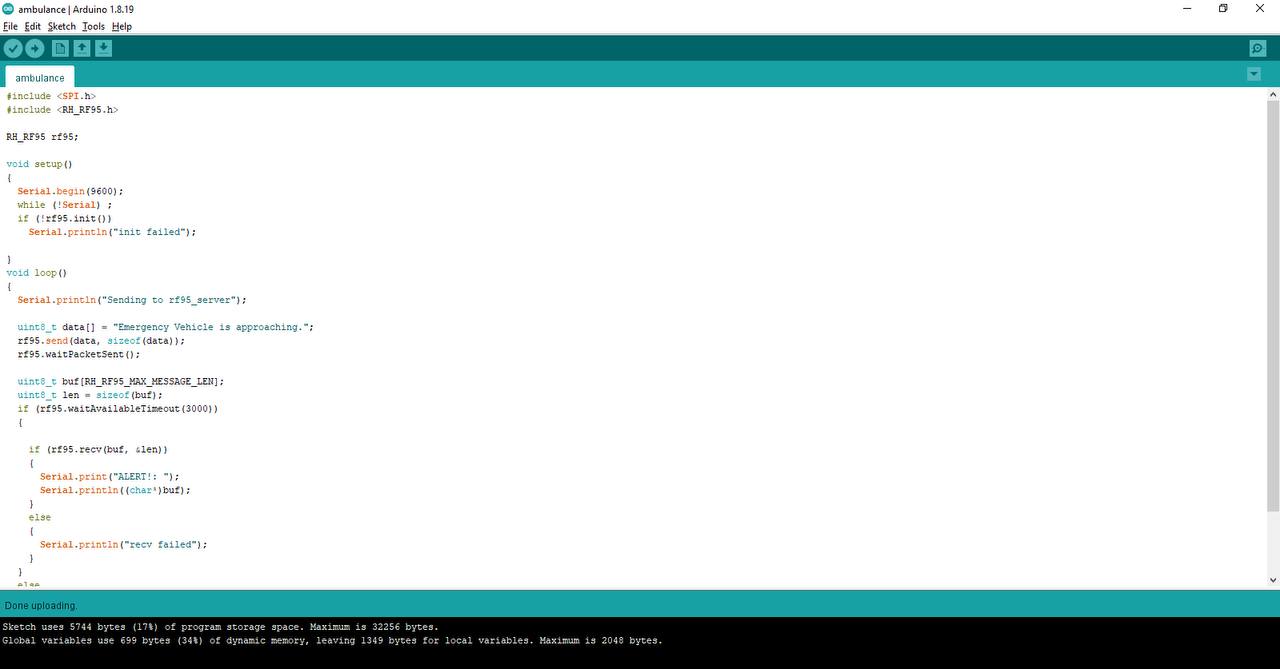 ambulance | Arduino 1.8.19
File Edit Sketch Tools Help
ambulance
#include <SPI.h>
#include <RH_RF95.h>
RH_RF95 rf95;
void setup()
{
Serial.begin(9600);
while (!Serial) ;
if (!rf95.init())
Serial.println("init failed");
}
void loop()
{
Serial.println("Sending to rf95_server");
uint8_t data[] = "Emergency Vehicle is approaching.";
rf95.send(data, sizeof(data));
rf95.waitPacketSent();
uint8_t buf[RH_RF95_MAX_MESSAGE_LEN];
uint8_t len = sizeof(buf);
if (rf95.waitAvailableTimeout(3000))
{
if (rf95.recv(buf, &len))
{
Serial.print("ALERT!: ");
Serial.println((char*)buf);
}
else
{
Serial.println("recv failed");
}
}
else
Done uploading.
Sketch uses 5744 bytes (17%) of program storage space. Maximum is 32256 bytes.
Global variables use 699 bytes (34%) of dynamic memory, leaving 1349 bytes for local variables. Maximum is 2048 bytes.